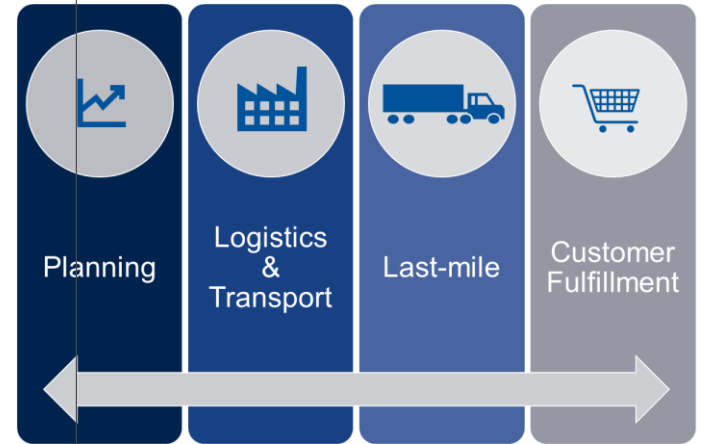 Planning
Logistics
&
Transport
Last-mile
Customer
Fulfillment